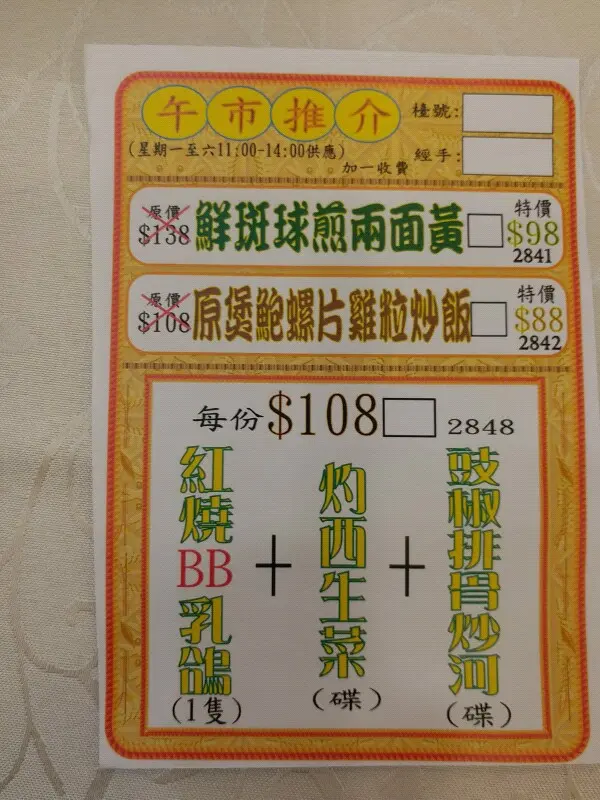 午市推介
檯號:
(星期一至六11:00-14:00供應)
加一收費
經手:
原價
$138
鮮斑球煎兩面黃
特價
$98
2841
原價
$108
原煲鮑螺片雞粒炒飯
特價
$88
2842
每份$108
2848
紅燒BB乳鴿
(1隻)
+
灼西生菜
(碟)
+
豉椒排骨炒河
(碟)